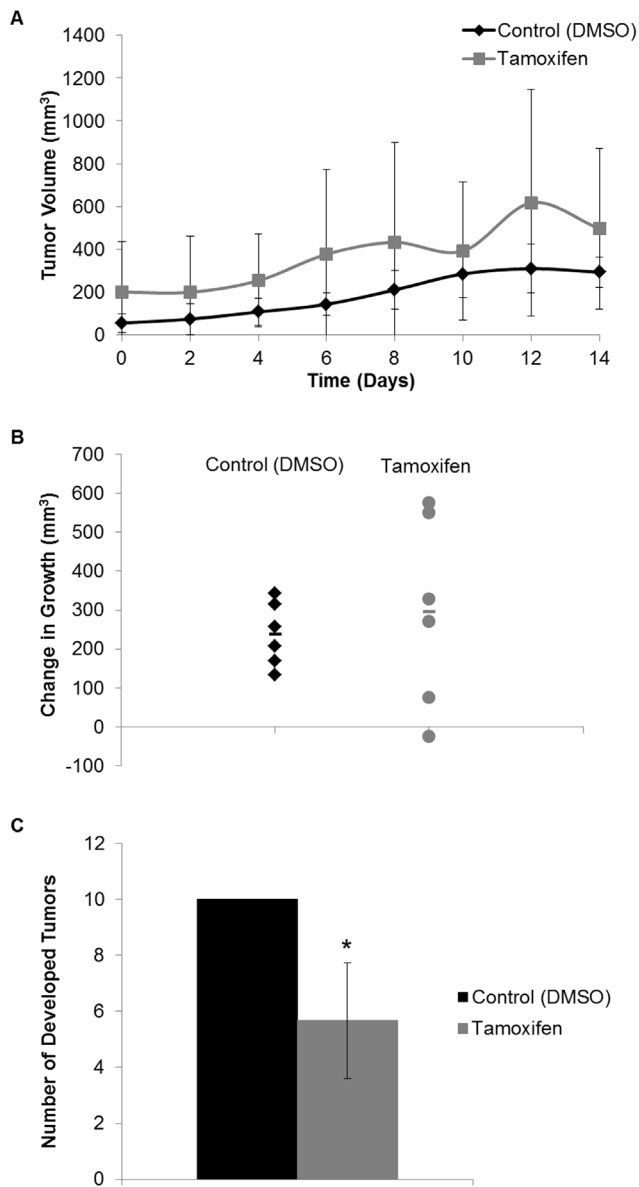 A
Control (DMSO)
Tamoxifen
1400
1200
1000
800
600
400
200
0
Tumor Volume (mm³)
0 2 4 6 8 10 12 14
Time (Days)
B
Control (DMSO) Tamoxifen
700
600
500
400
300
200
100
0
-100
Change in Growth (mm³)
C
12
10
8
6
4
2
0
Number of Developed Tumors
*
Control (DMSO)
Tamoxifen